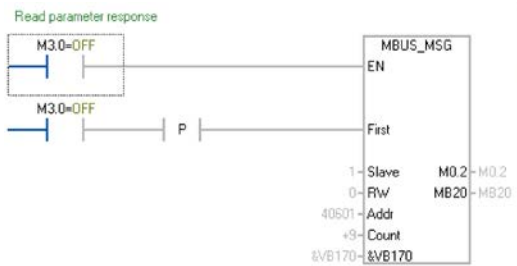 Read parameter response
M3.0=OFF
MBUS_MSG
EN
M3.0=OFF
P
First
1 Slave M0.2 M0.2
0 RW MB20 MB20
40601 Addr
+9 Count
&VB170 &VB170